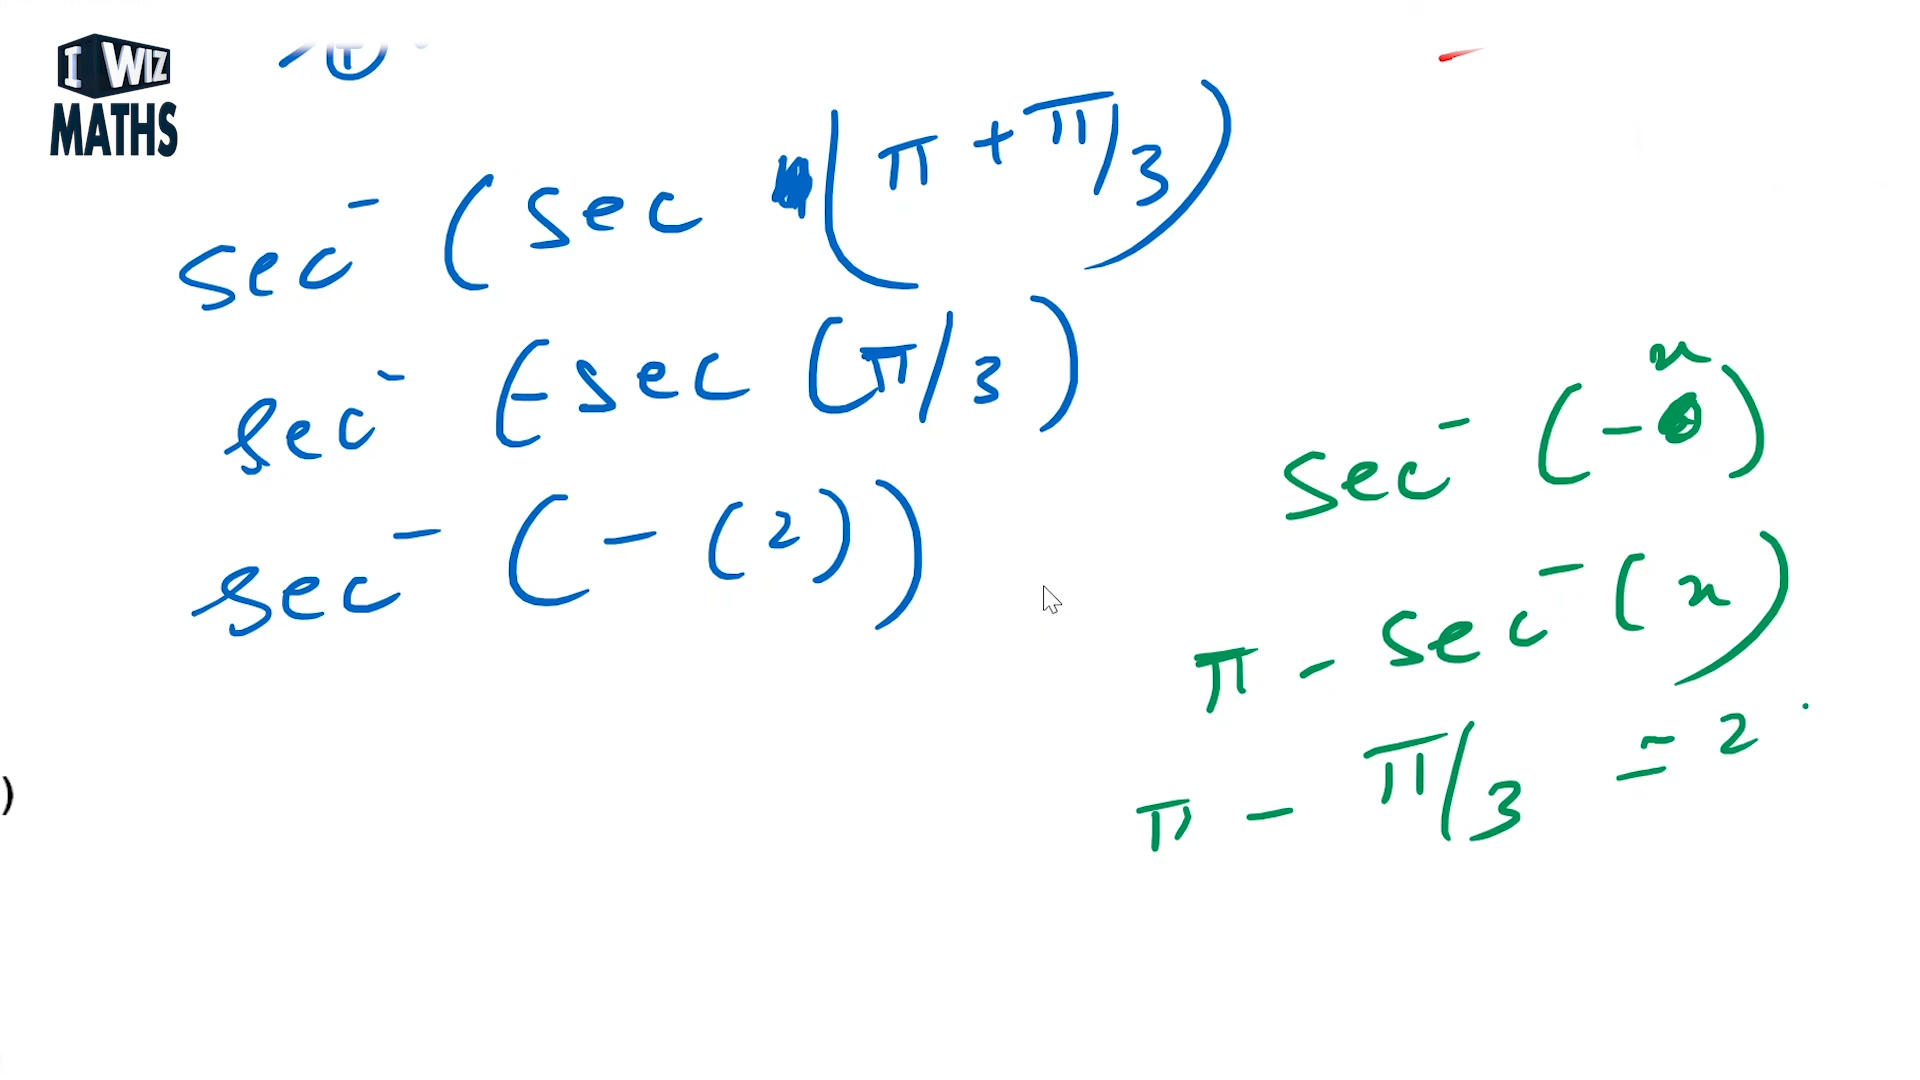 I WIZ
MATHS
sec⁻ ( sec (π + π/3)
sec⁻ (- sec (π/3)
sec⁻ ( - (2))
sec⁻ (- x)
π - sec⁻ (x)
π - π/3 = 2
)